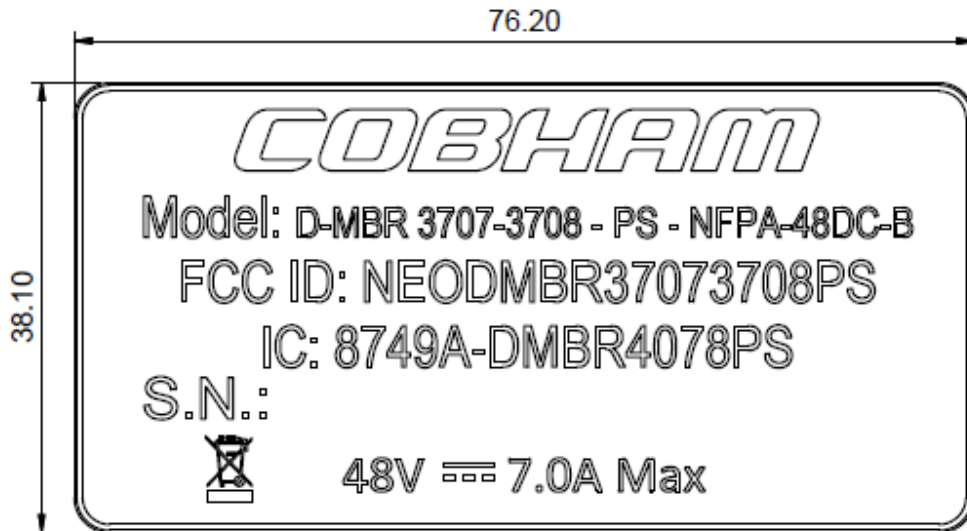 76.20
38.10
COBHAM
Model: D-MBR 3707-3708 - PS - NFPA-48DC-B
FCC ID: NEODMBR37073708PS
IC: 8749A-DMBR4078PS
S.N.:
48V ⎓ 7.0A Max